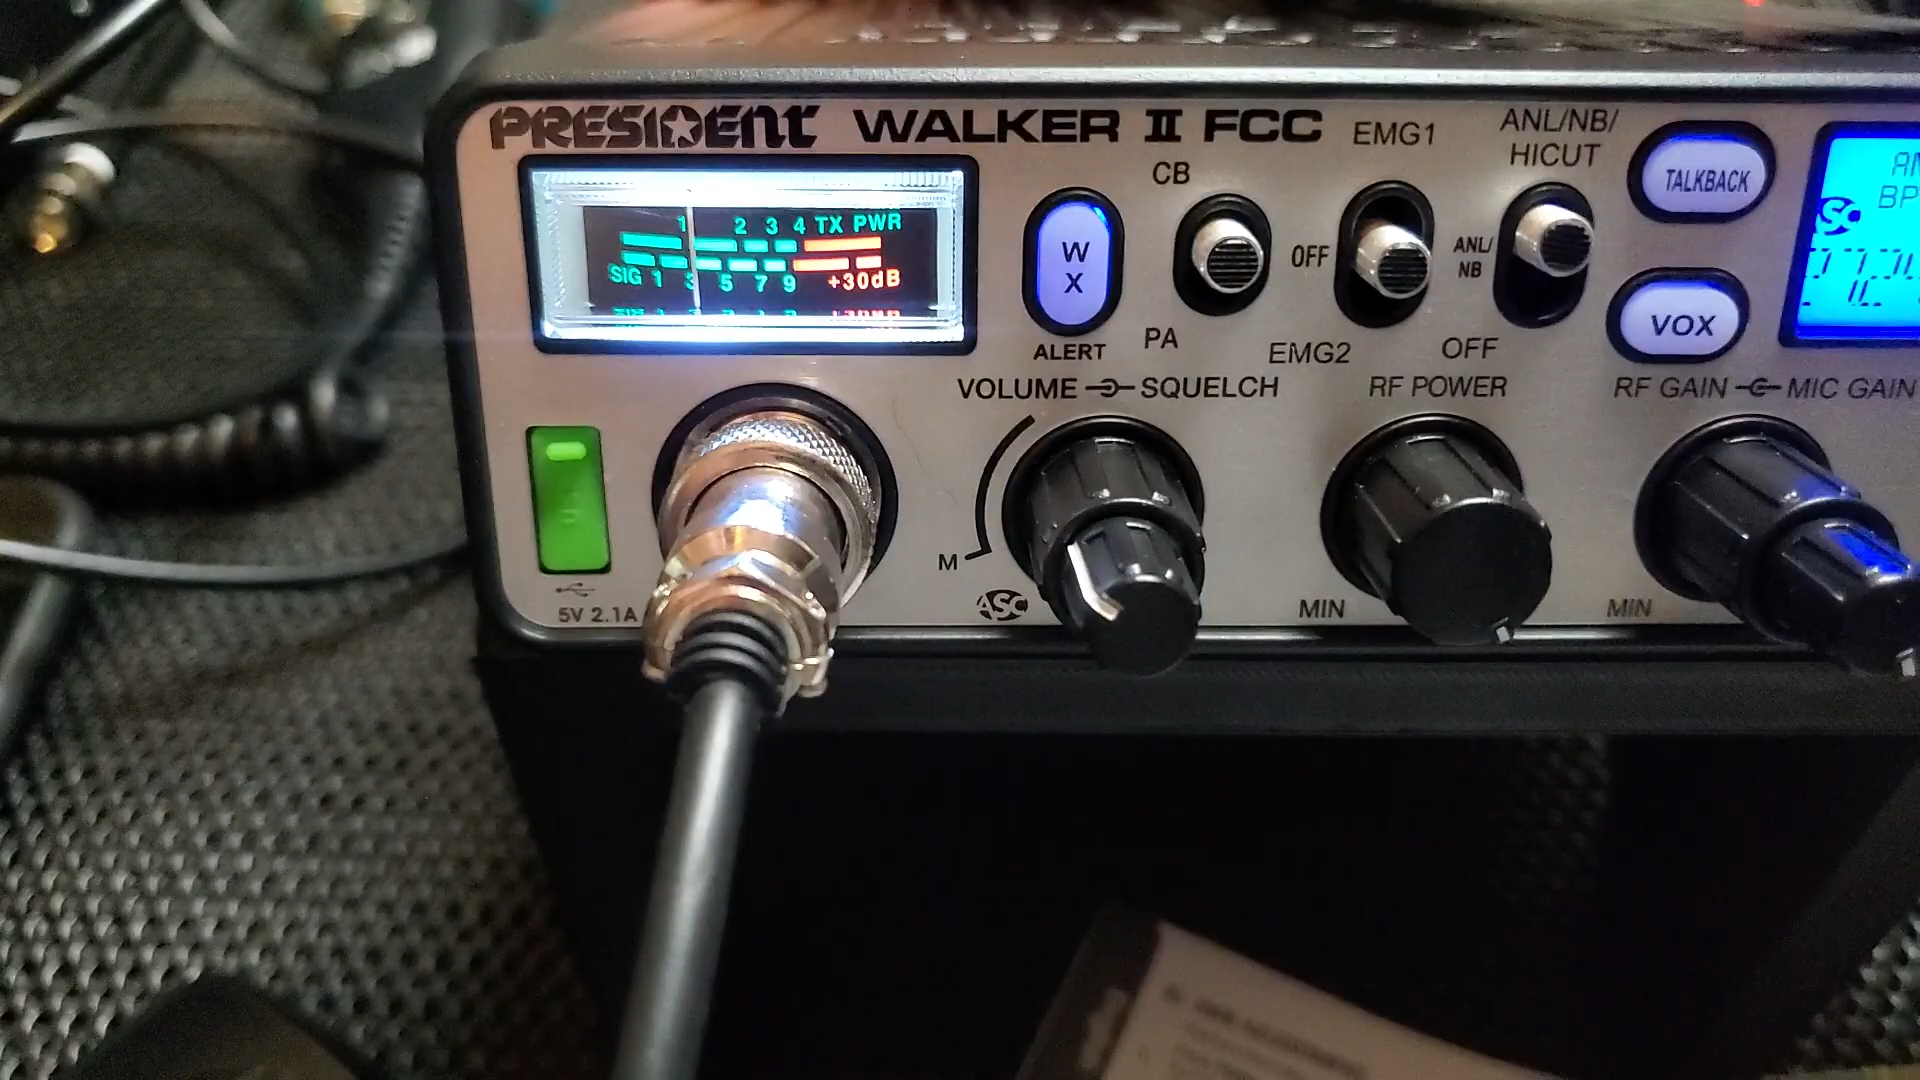 PRESIDENT WALKER II FCC
EMG1
ANL/NB/
HICUT
CB
TALKBACK
1 2 3 4 TX PWR
SIG 1 3 5 7 9 +30dB
W
X
OFF
ANL/
NB
VOX
ALERT
PA
EMG2
OFF
VOLUME SQUELCH
RF POWER
RF GAIN MIC GAIN
M
ASC
MIN
MIN
5V 2.1A